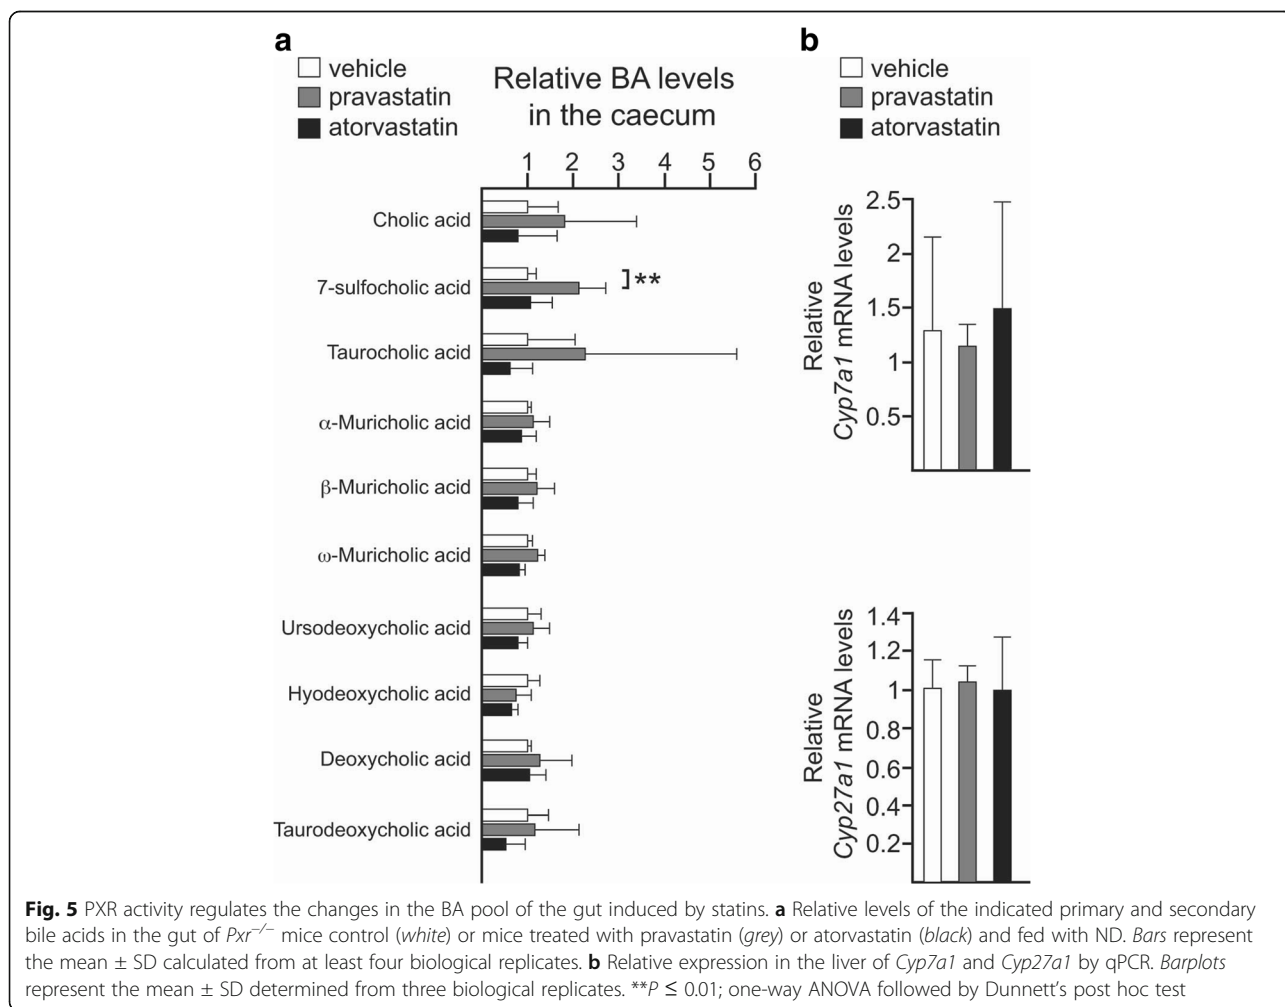 a
vehicle
pravastatin
atorvastatin
Relative BA levels
in the caecum
1 2 3 4 5 6
Cholic acid
7-sulfocholic acid
**
Taurocholic acid
α-Muricholic acid
β-Muricholic acid
ω-Muricholic acid
Ursodeoxycholic acid
Hyodeoxycholic acid
Deoxycholic acid
Taurodeoxycholic acid
b
vehicle
pravastatin
atorvastatin
Relative
Cyp7a1 mRNA levels
2.5
2
1.5
1
0.5
Relative
Cyp27a1 mRNA levels
1.4
1.2
1
0.8
0.6
0.4
0.2
Fig. 5 PXR activity regulates the changes in the BA pool of the gut induced by statins. a Relative levels of the indicated primary and secondary
bile acids in the gut of Pxr−/− mice control (white) or mice treated with pravastatin (grey) or atorvastatin (black) and fed with ND. Bars represent
the mean ± SD calculated from at least four biological replicates. b Relative expression in the liver of Cyp7a1 and Cyp27a1 by qPCR. Barplots
represent the mean ± SD determined from three biological replicates. **P ≤ 0.01; one-way ANOVA followed by Dunnett's post hoc test